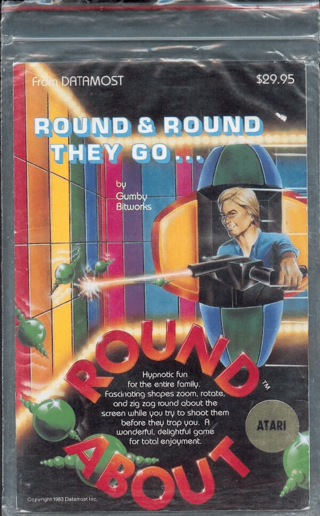 From DATAMOST
$29.95
ROUND & ROUND
THEY GO...
by
Gumby
Bitworks
ROUND
ABOUT™
Hypnotic fun
for the entire family.
Fascinating shapes zoom, rotate,
and zig zag round about the
screen while you try to shoot them
before they trap you. A
wonderful, delightful game
for total enjoyment.
ATARI
Copyright 1983 Datamost Inc.